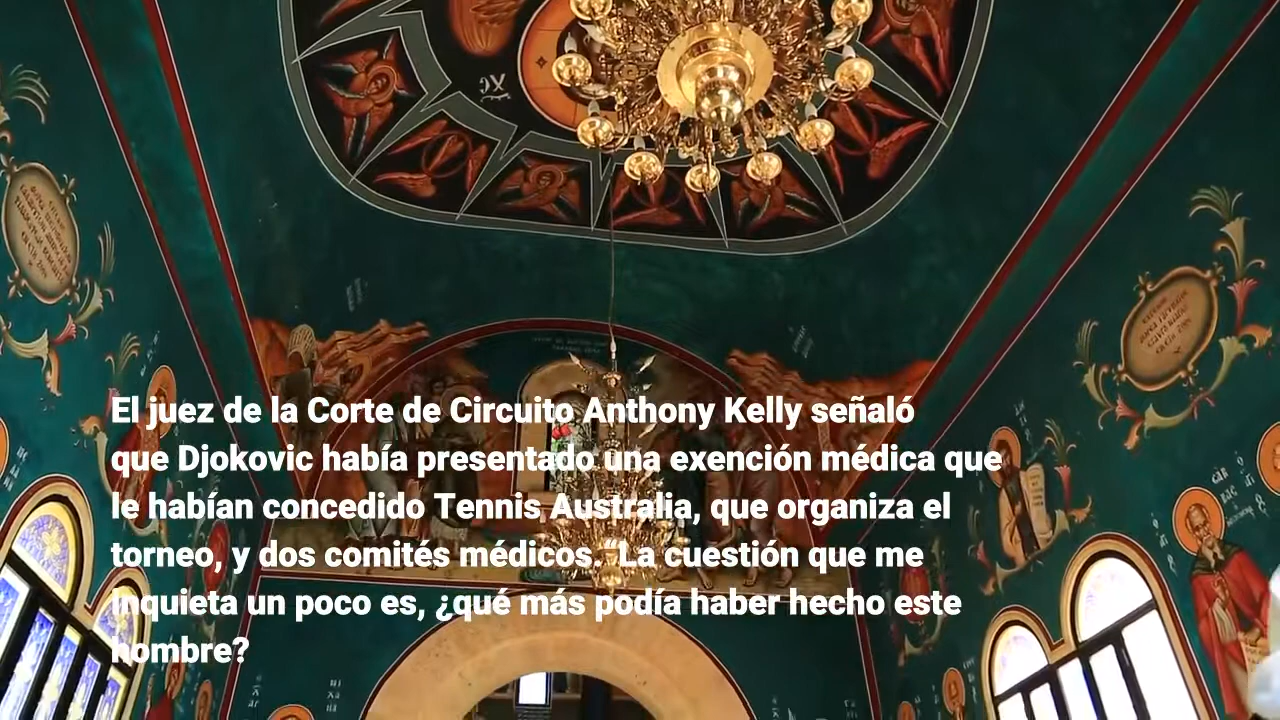 El juez de la Corte de Circuito Anthony Kelly señaló
que Djokovic había presentado una exención médica que
le habían concedido Tennis Australia, que organiza el
torneo, y dos comités médicos. “La cuestión que me
inquieta un poco es, ¿qué más podía haber hecho este
hombre?